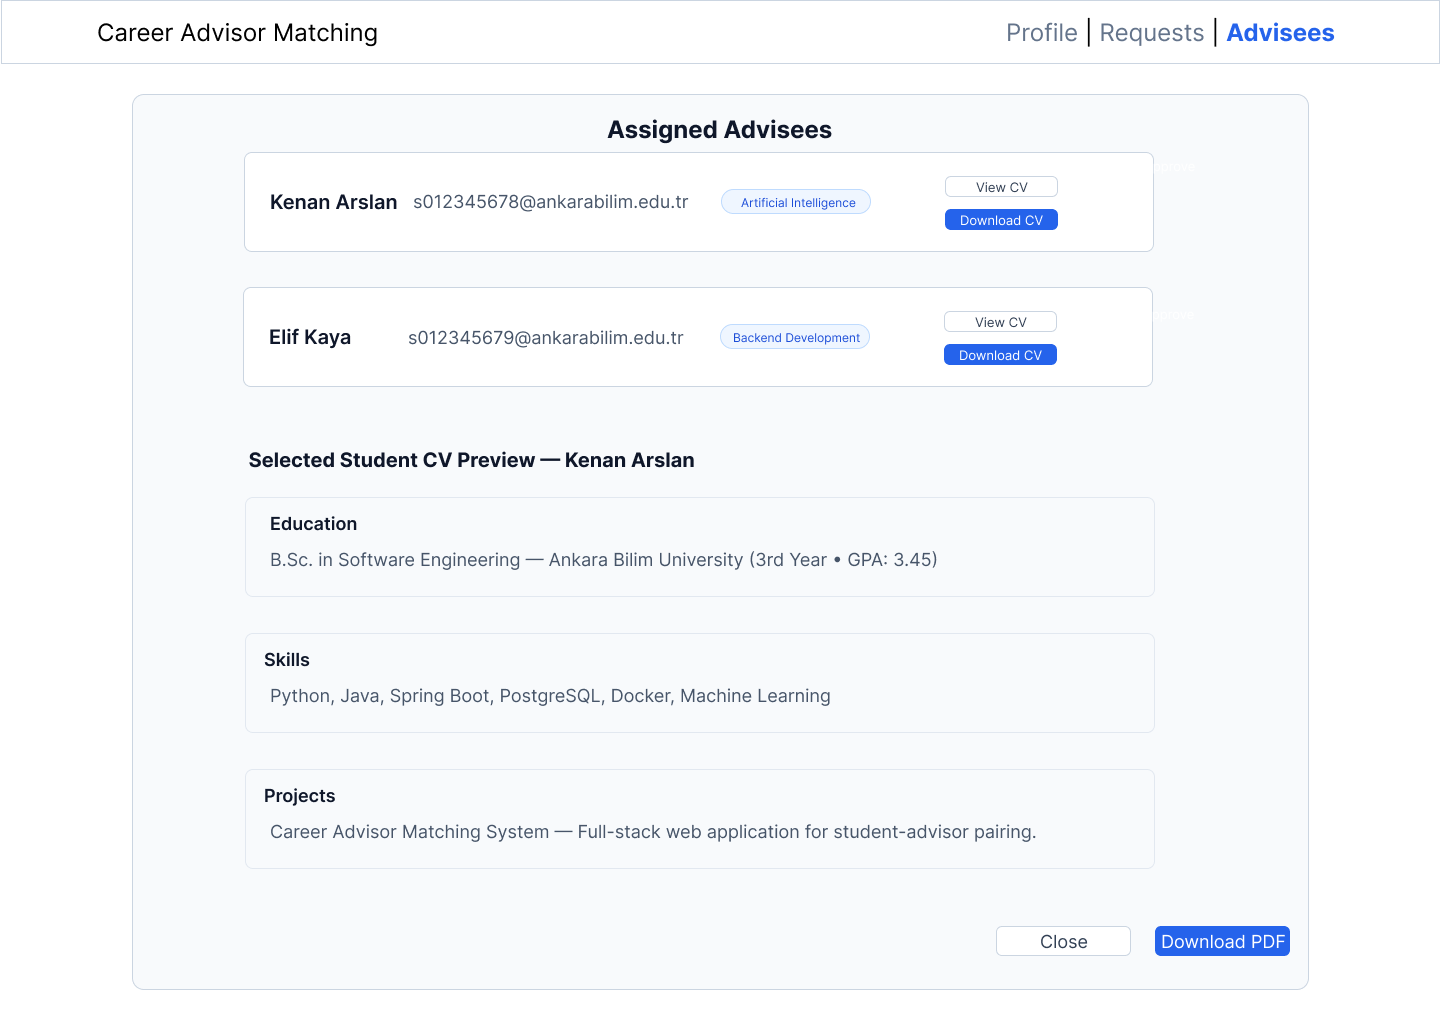 Career Advisor Matching
Profile | Requests | Advisees
Assigned Advisees
Kenan Arslan s012345678@ankarabilim.edu.tr Artificial Intelligence View CV
Download CV
Elif Kaya s012345679@ankarabilim.edu.tr Backend Development View CV
Download CV
Selected Student CV Preview — Kenan Arslan
Education
B.Sc. in Software Engineering — Ankara Bilim University (3rd Year • GPA: 3.45)
Skills
Python, Java, Spring Boot, PostgreSQL, Docker, Machine Learning
Projects
Career Advisor Matching System — Full-stack web application for student-advisor pairing.
Close Download PDF